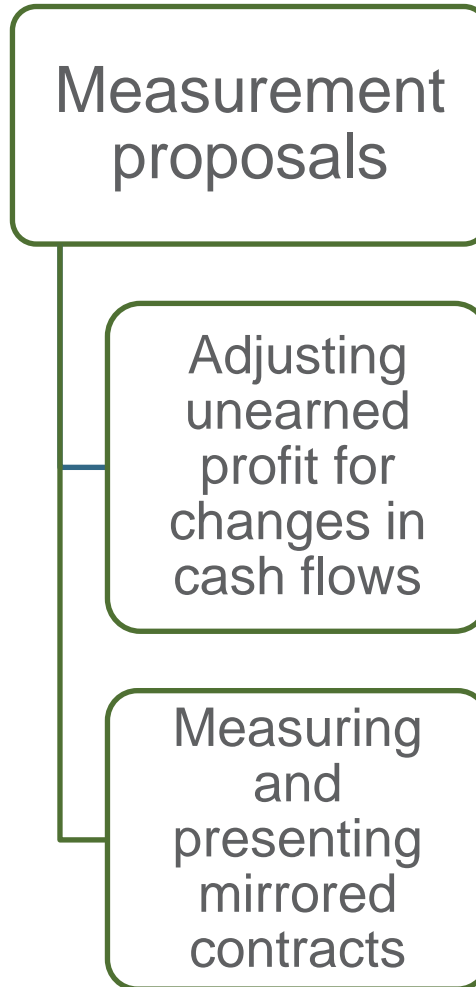 Measurement
proposals
Adjusting
unearned
profit for
changes in
cash flows
Measuring
and
presenting
mirrored
contracts